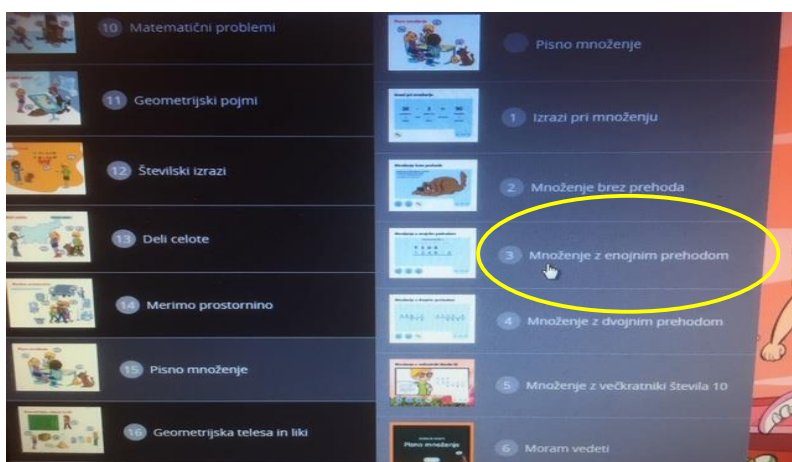 10 Matematični problemi
11 Geometrijski pojmi
12 Številski izrazi
13 Deli celote
14 Merimo prostornino
15 Pisno množenje
16 Geometrijska telesa in liki
Pisno množenje
1 Izrazi pri množenju
2 Množenje brez prehoda
3 Množenje z enojnim prehodom
4 Množenje z dvojnim prehodom
5 Množenje z večkratniki števila 10
6 Moram vedeti
Pisno množenje